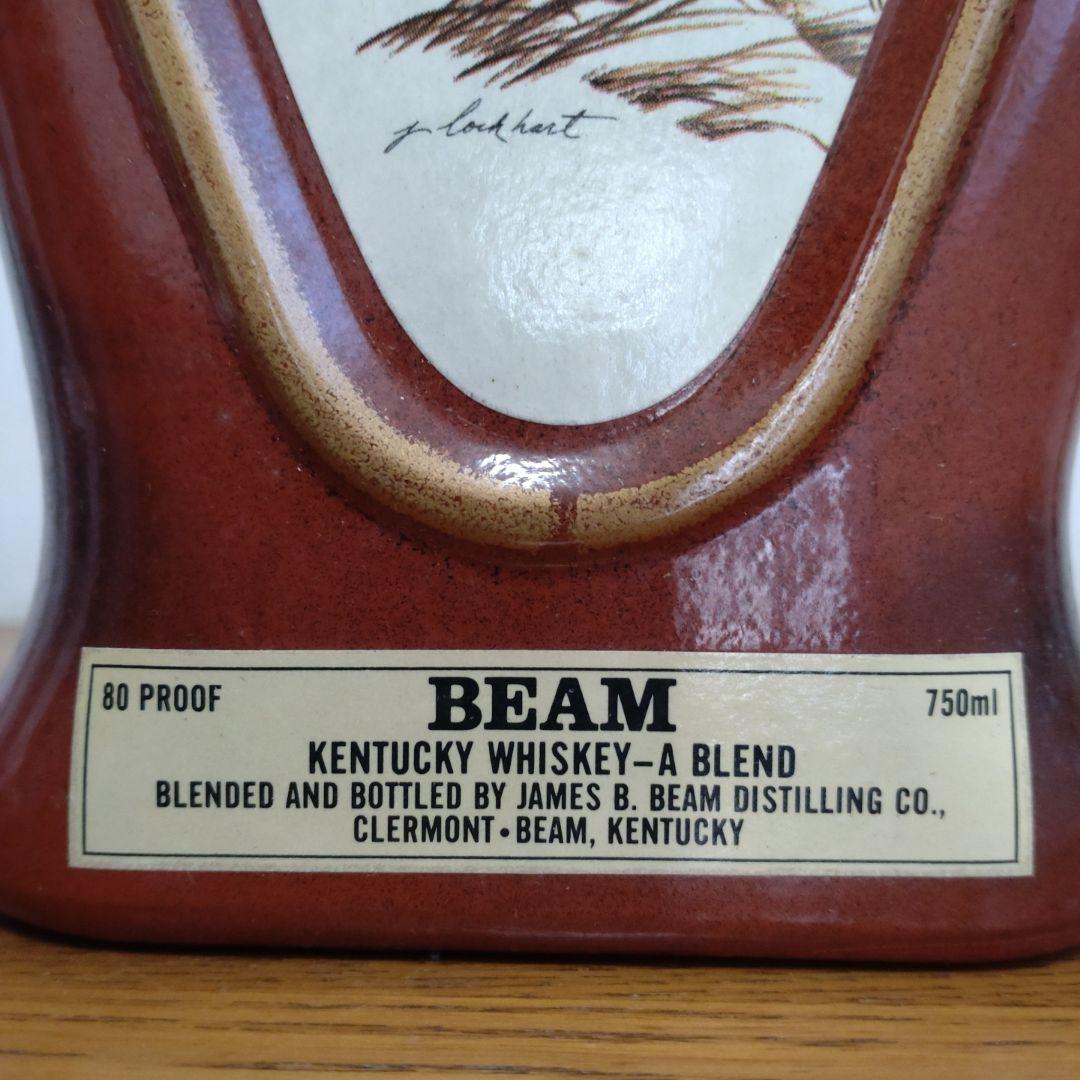 j lockhart
80 PROOF BEAM 750ml
KENTUCKY WHISKEY-A BLEND
BLENDED AND BOTTLED BY JAMES B. BEAM DISTILLING CO.,
CLERMONT • BEAM, KENTUCKY